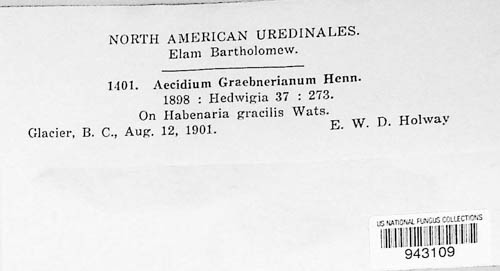 NORTH AMERICAN UREDINALES.
Elam Bartholomew.
1401. Aecidium Graebnerianum Henn.
1898 : Hedwigia 37 : 273.
On Habenaria gracilis Wats.
Glacier, B. C., Aug. 12, 1901. E. W. D. Holway
US NATIONAL FUNGUS COLLECTIONS
943109